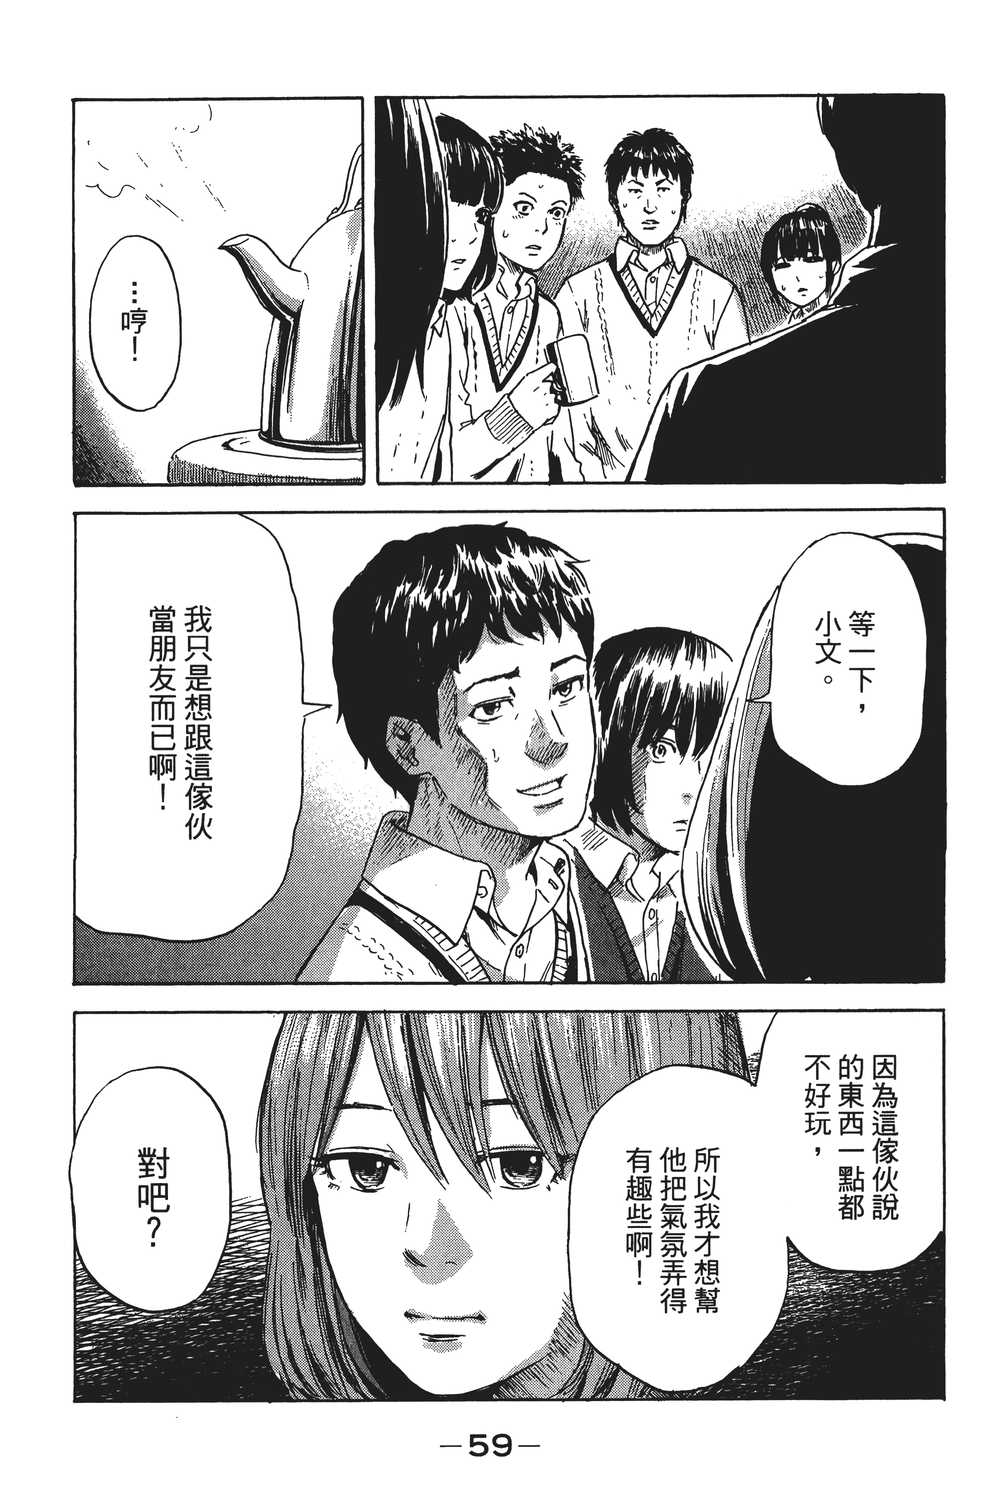 …哼！
等一下，
小文。
我只是想跟這傢伙
當朋友而已啊！
因為這傢伙說
的東西一點都
不好玩，
所以我才想幫
他把氣氛弄得
有趣些啊！
對吧？
—59—